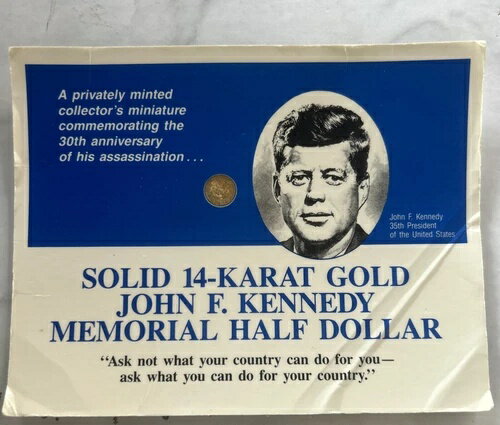 A privately minted
collector's miniature
commemorating the
30th anniversary
of his assassination...
John F. Kennedy
35th President
of the United States
SOLID 14-KARAT GOLD
JOHN F. KENNEDY
MEMORIAL HALF DOLLAR
“Ask not what your country can do for you—
ask what you can do for your country.”